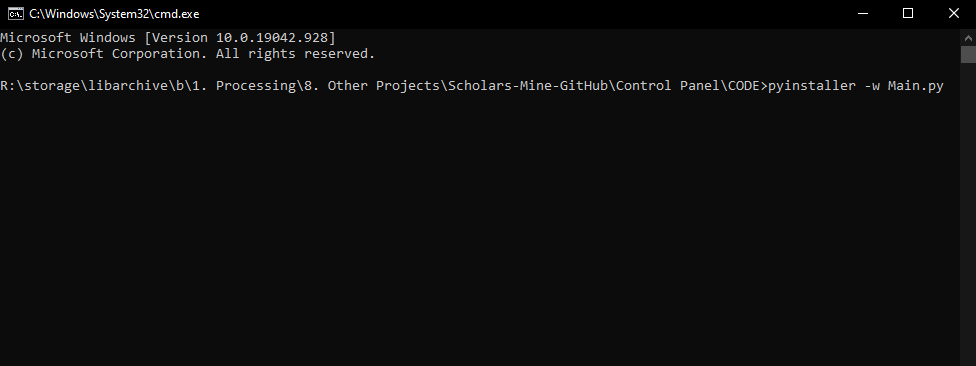 C:\Windows\System32\cmd.exe
Microsoft Windows [Version 10.0.19042.928]
(c) Microsoft Corporation. All rights reserved.
R:\storage\libarchive\b\1. Processing\8. Other Projects\Scholars-Mine-GitHub\Control Panel\CODE>pyinstaller -w Main.py